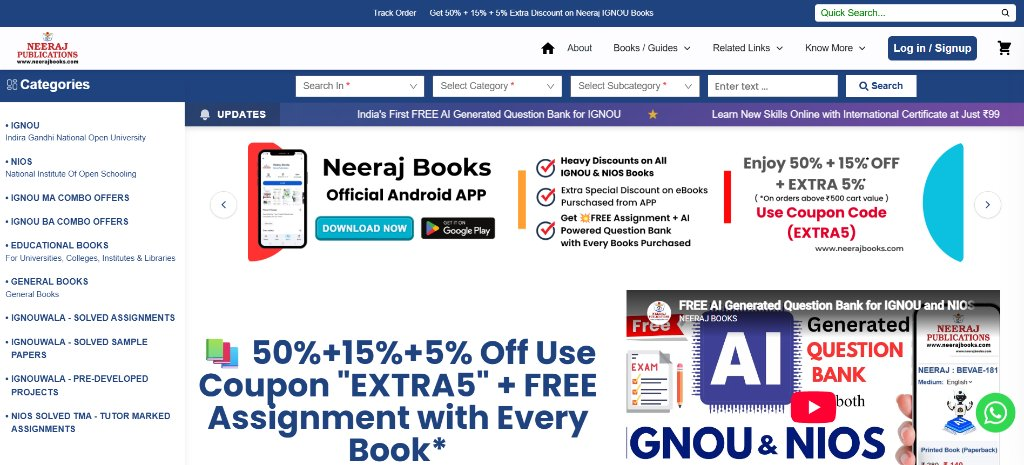 Track Order Get 50% + 15% + 5% Extra Discount on Neeraj IGNOU Books
Quick Search...
NEERAJ
PUBLICATIONS
www.neerajbooks.com
About Books / Guides Related Links Know More Log in / Signup
Categories
Search In * Select Category * Select Subcategory * Enter text ... Search
UPDATES India's First FREE AI Generated Question Bank for IGNOU Learn New Skills Online with International Certificate at Just ₹99
• IGNOU
Indira Gandhi National Open University
• NIOS
National Institute Of Open Schooling
• IGNOU MA COMBO OFFERS
• IGNOU BA COMBO OFFERS
• EDUCATIONAL BOOKS
For Universities, Colleges, Institutes & Libraries
• GENERAL BOOKS
General Books
• IGNOUWALA - SOLVED ASSIGNMENTS
• IGNOUWALA - SOLVED SAMPLE
PAPERS
• IGNOUWALA - PRE-DEVELOPED
PROJECTS
• NIOS SOLVED TMA - TUTOR MARKED
ASSIGNMENTS
Neeraj Books
Official Android APP
DOWNLOAD NOW
GET IT ON
Google Play
Heavy Discounts on All
IGNOU & NIOS Books
Extra Special Discount on eBooks
Purschased from APP
Get 💥FREE Assignment + AI
Powered Question Bank
with Every Books Purchased
Enjoy 50% + 15% OFF
+ EXTRA 5%*
( *On orders above ₹500 cart value )
Use Coupon Code
(EXTRA5)
www.neerajbooks.com
50%+15%+5% Off Use
Coupon "EXTRA5" + FREE
Assignment with Every
Book*
FREE AI Generated Question Bank for IGNOU and NIOS
NEERAJ BOOKS
Free
EXAM
AI
Generated
QUESTION
BANK
both
IGNOU & NIOS
NEERAJ
PUBLICATIONS
www.neerajbooks.com
NEERAJ : BEVAE-181
Medium: English
Printed Book (Paperback)